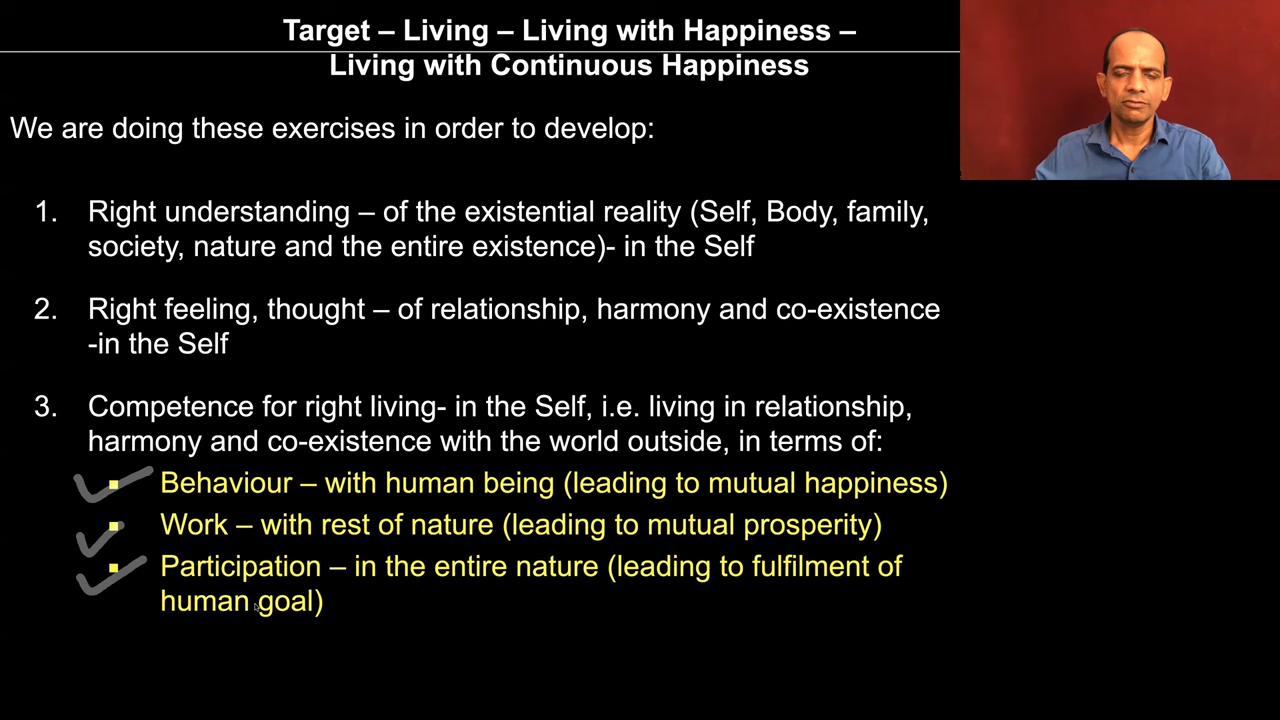 Target – Living – Living with Happiness –
Living with Continuous Happiness
We are doing these exercises in order to develop:
1. Right understanding – of the existential reality (Self, Body, family,
society, nature and the entire existence)- in the Self
2. Right feeling, thought – of relationship, harmony and co-existence
-in the Self
3. Competence for right living- in the Self, i.e. living in relationship,
harmony and co-existence with the world outside, in terms of:
▪ Behaviour – with human being (leading to mutual happiness)
▪ Work – with rest of nature (leading to mutual prosperity)
▪ Participation – in the entire nature (leading to fulfilment of
human goal)